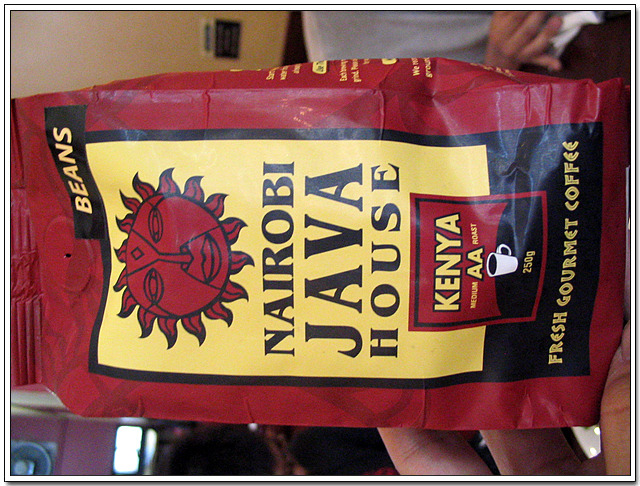 BEANS
NAIROBI
JAVA
HOUSE
KENYA
MEDIUM AA ROAST
250g
FRESH GOURMET COFFEE